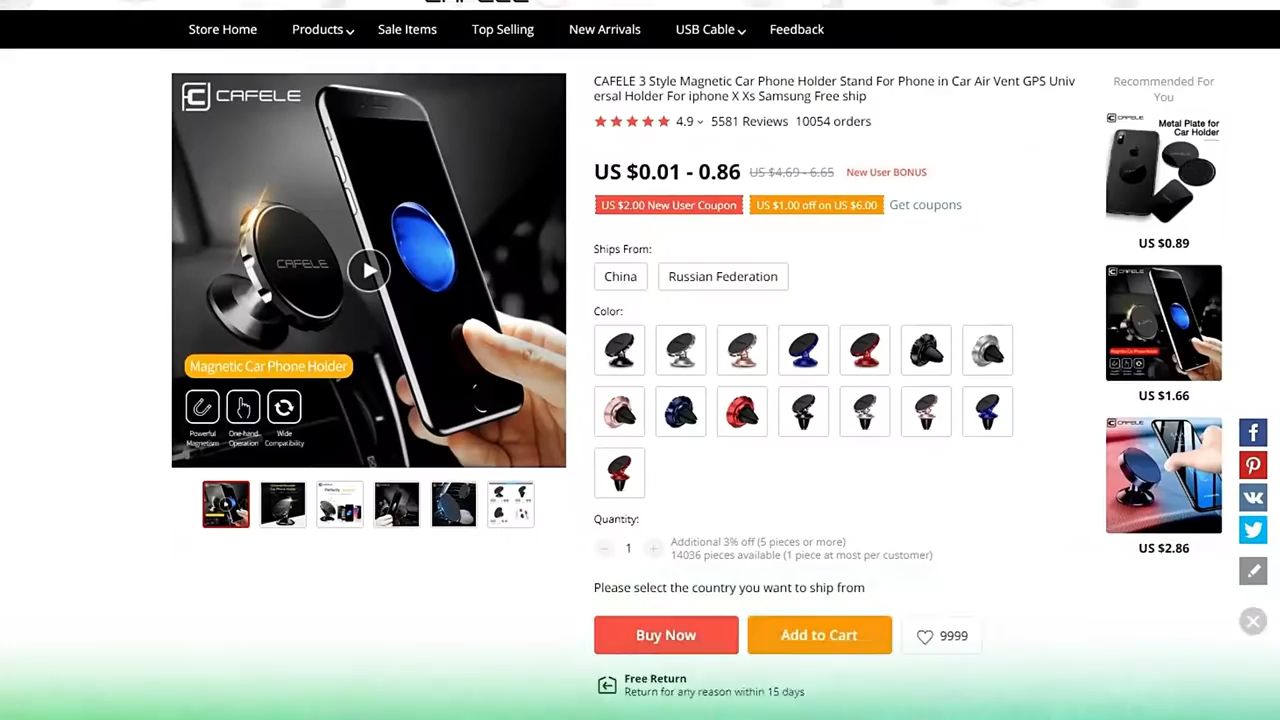 Store Home
Products
Sale Items
Top Selling
New Arrivals
USB Cable
Feedback
CAFELE
CAFELE
Magnetic Car Phone Holder
Powerful
Magnetism
One-hand
Operation
Wide
Compatibility
CAFELE 3 Style Magnetic Car Phone Holder Stand For Phone in Car Air Vent GPS Univ
ersal Holder For iphone X Xs Samsung Free ship
4.9 5581 Reviews 10054 orders
US $0.01 - 0.86 US $4.69 - 6.65 New User BONUS
US $2.00 New User Coupon US $1.00 off on US $6.00 Get coupons
Ships From:
China
Russian Federation
Color:
Quantity:
1
Additional 3% off (5 pieces or more)
14036 pieces available (1 piece at most per customer)
Please select the country you want to ship from
Buy Now
Add to Cart
9999
Free Return
Return for any reason within 15 days
Recommended For
You
CAFELE
Metal Plate for
Car Holder
US $0.89
CAFELE
US $1.66
CAFELE
US $2.86